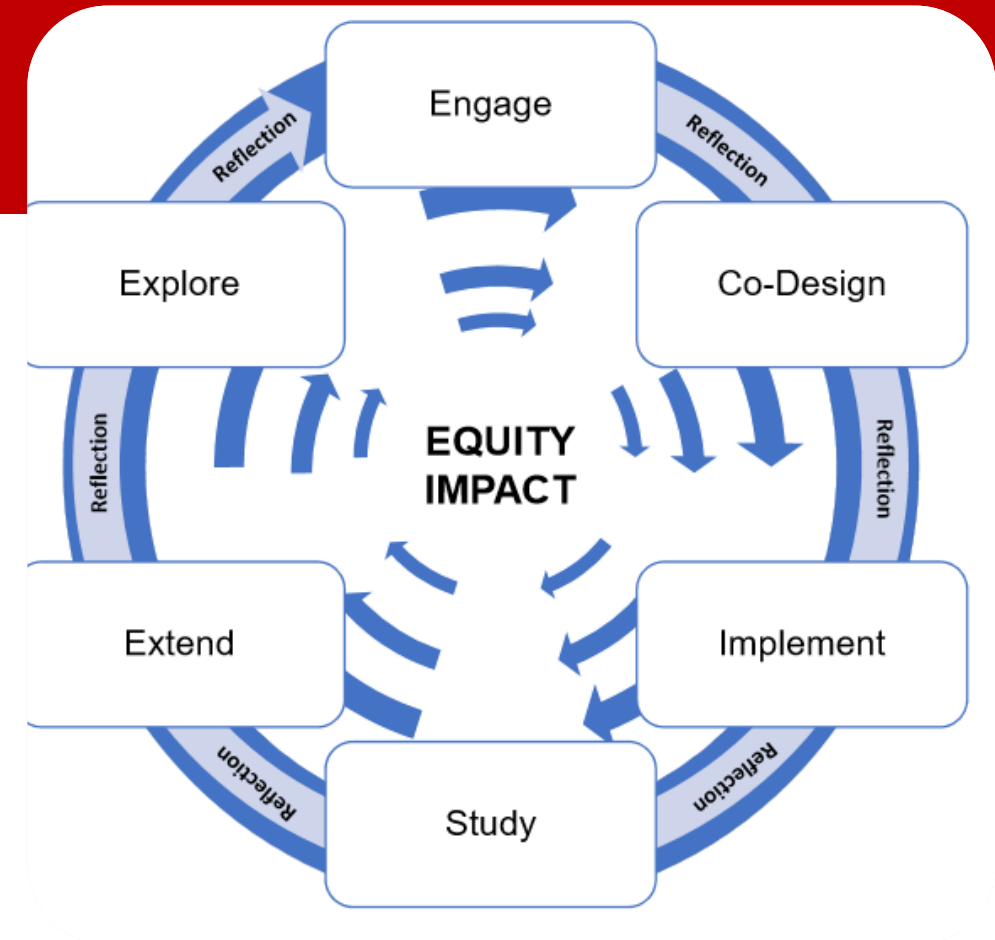 Engage
Reflection
Reflection
Explore
Co-Design
Reflection
EQUITY
IMPACT
Reflection
Extend
Implement
Reflection
Reflection
Study